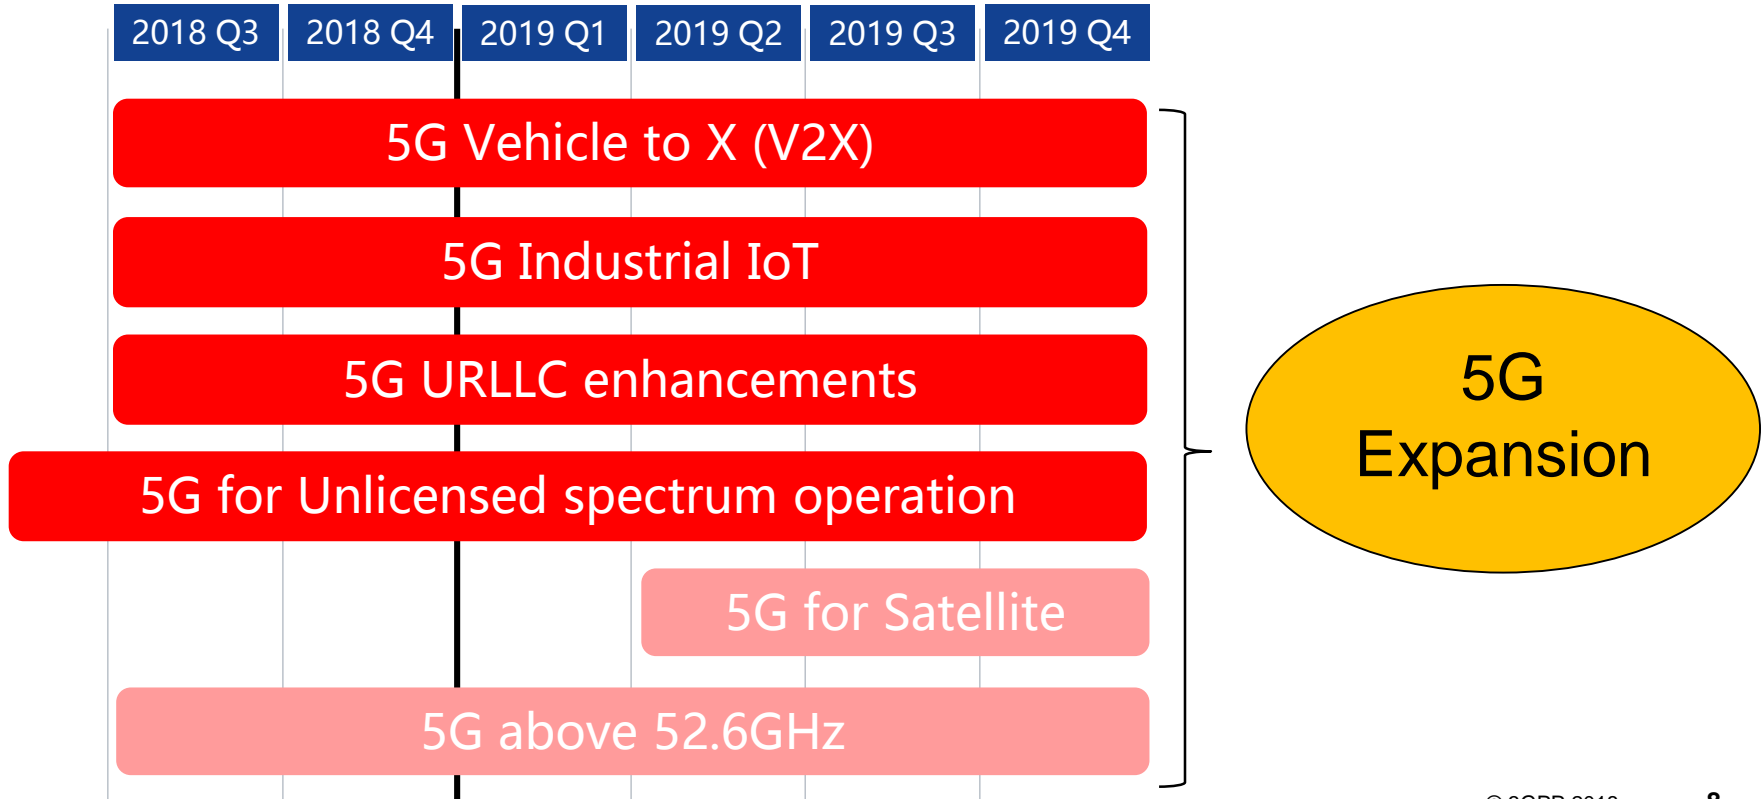 2018 Q3 2018 Q4 2019 Q1 2019 Q2 2019 Q3 2019 Q4
5G Vehicle to X (V2X)
5G Industrial IoT
5G URLLC enhancements
5G for Unlicensed spectrum operation
5G for Satellite
5G above 52.6GHz
5G
Expansion